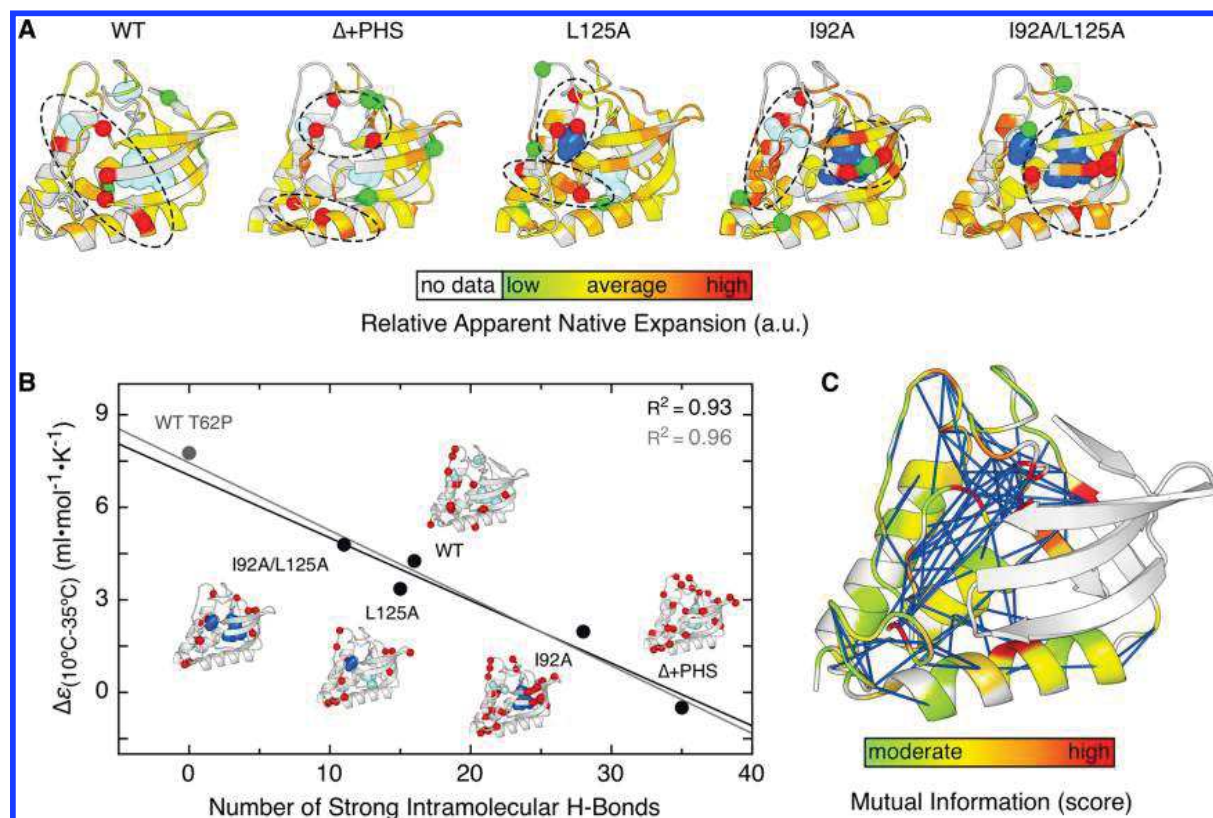 A
WT
Δ+PHS
L125A
I92A
I92A/L125A
no data
low
average
high
Relative Apparent Native Expansion (a.u.)
B
9
6
3
0
Δε(10ºC-35ºC) (ml•mol⁻¹•K⁻¹)
R² = 0.93
R² = 0.96
WT T62P
WT
I92A/L125A
L125A
I92A
Δ+PHS
0
10
20
30
40
Number of Strong Intramolecular H-Bonds
C
moderate
high
Mutual Information (score)